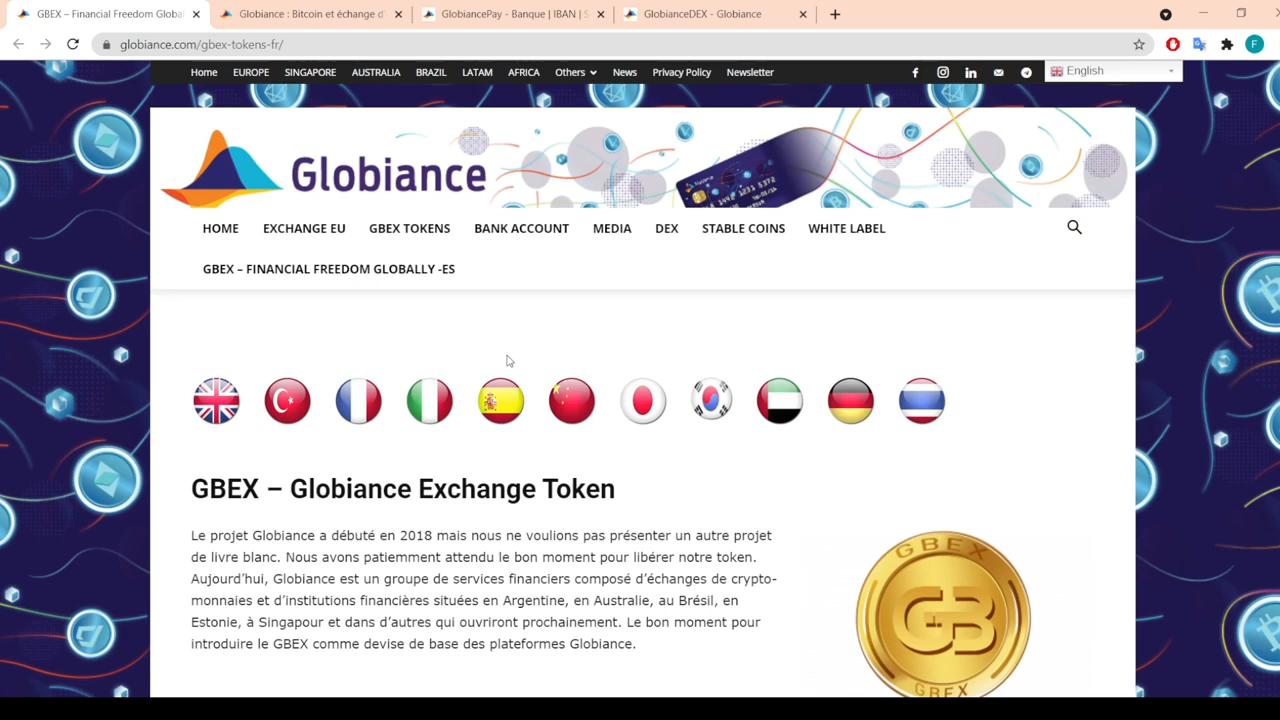 GBEX – Financial Freedom Globa
Globiance : Bitcoin et échange d'
GlobiancePay - Banque | IBAN | S
GlobianceDEX - Globiance
globiance.com/gbex-tokens-fr/
F
Home EUROPE SINGAPORE AUSTRALIA BRAZIL LATAM AFRICA Others News Privacy Policy Newsletter
English
Globiance
HOME EXCHANGE EU GBEX TOKENS BANK ACCOUNT MEDIA DEX STABLE COINS WHITE LABEL
GBEX – FINANCIAL FREEDOM GLOBALLY -ES
GBEX – Globiance Exchange Token
Le projet Globiance a débuté en 2018 mais nous ne voulions pas présenter un autre projet
de livre blanc. Nous avons patiemment attendu le bon moment pour libérer notre token.
Aujourd'hui, Globiance est un groupe de services financiers composé d'échanges de crypto-
monnaies et d'institutions financières situées en Argentine, en Australie, au Brésil, en
Estonie, à Singapour et dans d'autres qui ouvriront prochainement. Le bon moment pour
introduire le GBEX comme devise de base des plateformes Globiance.
GBEX
GB
GBEX